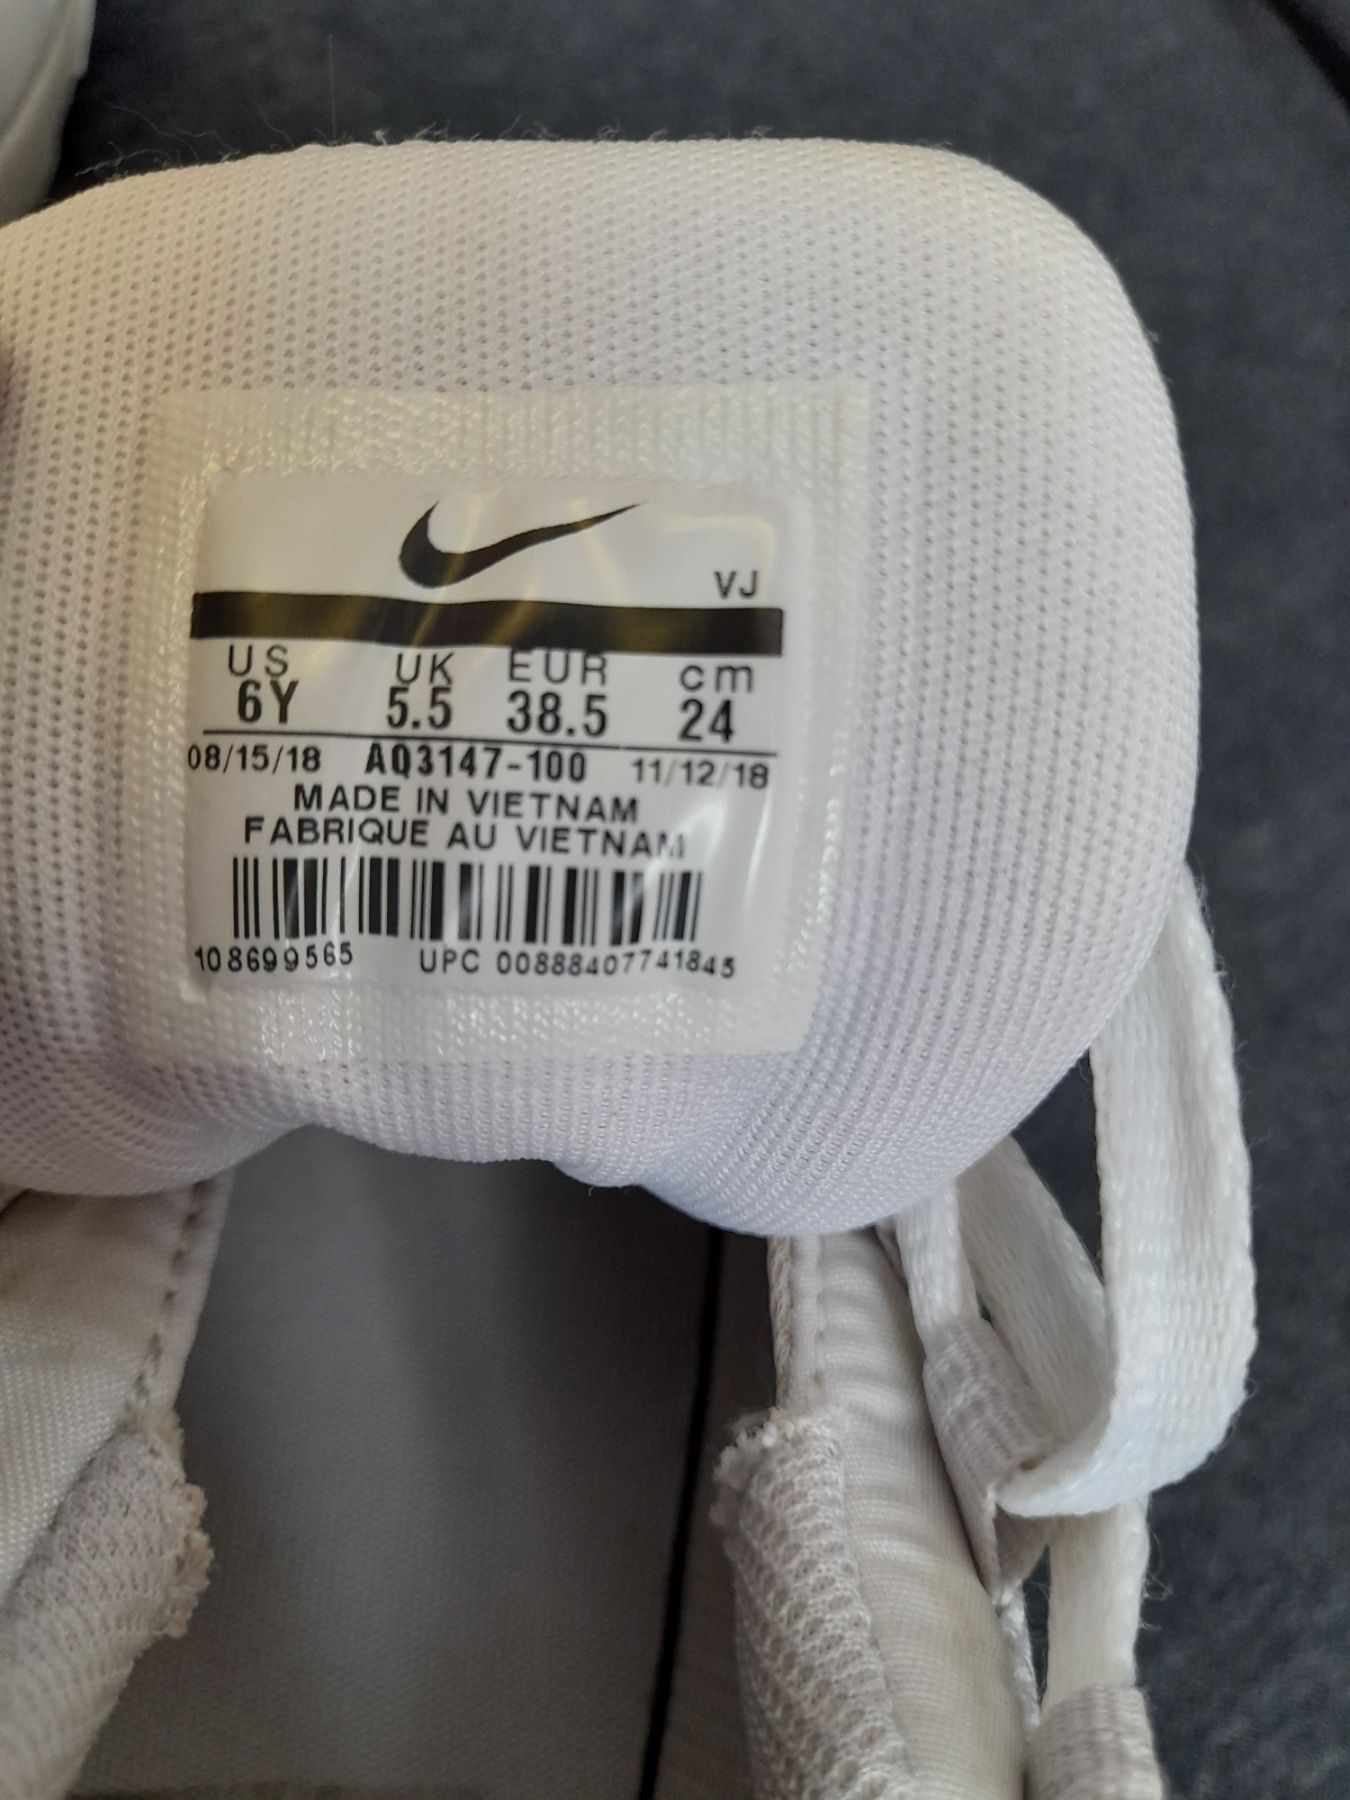 VJ
US UK EUR cm
6Y 5.5 38.5 24
08/15/18 AQ3147-100 11/12/18
MADE IN VIETNAM
FABRIQUE AU VIETNAM
108699565 UPC 00888407741845